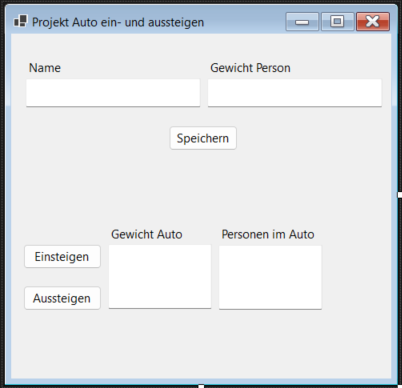 Projekt Auto ein- und aussteigen
Name
Gewicht Person
Speichern
Gewicht Auto
Personen im Auto
Einsteigen
Aussteigen